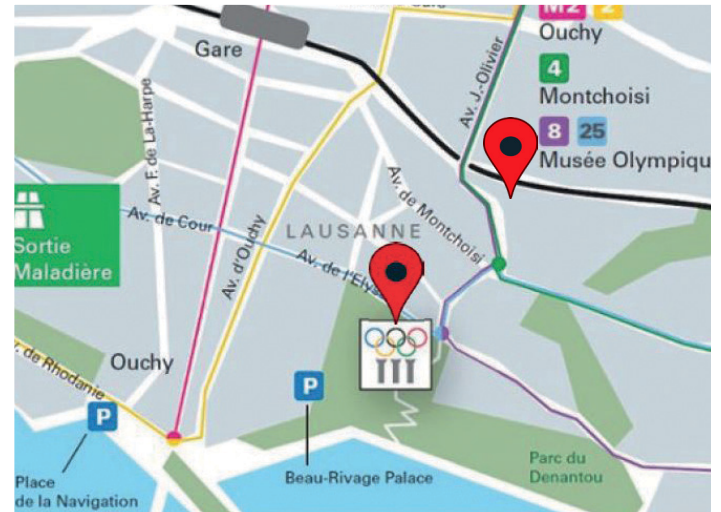 M2 2
Ouchy
Gare
4
Montchoisi
8 25
Musée Olympiqu
Av. J.-Olivier
Av. F. de La-Harpe
Av. de Montchoisi
Av. de Cour
LAUSANNE
Av. d'Ouchy
Av. de l'Elys
Sortie
Maladière
Ouchy
. de Rhodanie
P
P
Beau-Rivage Palace
Parc du
Denantou
Place
de la Navigation